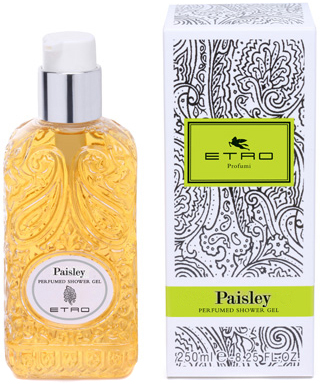 Paisley
PERFUMED SHOWER GEL
ETRO
ETRO
Profumi
Paisley
PERFUMED SHOWER GEL
250ml e 8.25 FL.OZ.